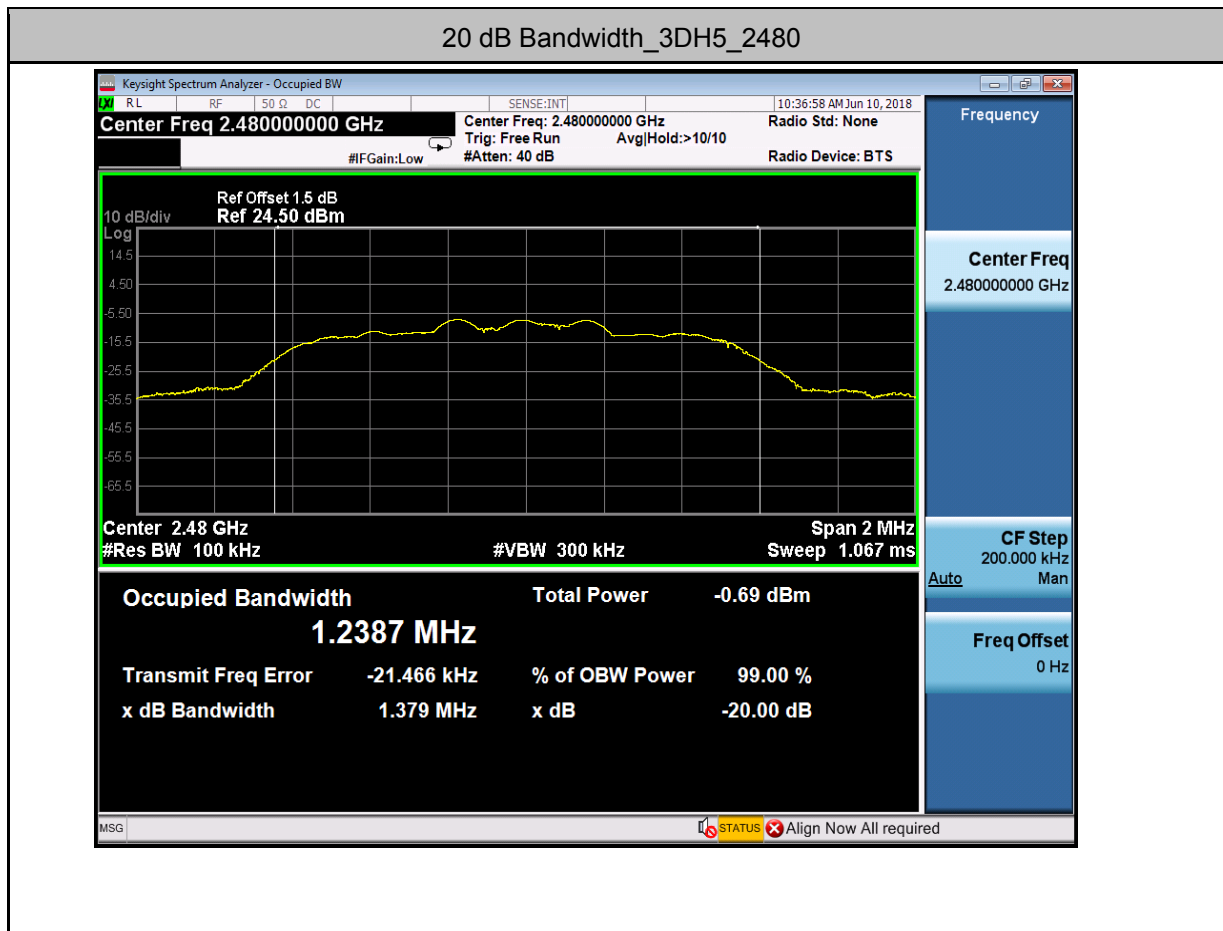 20 dB Bandwidth_3DH5_2480
Keysight Spectrum Analyzer - Occupied BW
LXI RL RF 50 Ω DC SENSE:INT 10:36:58 AM Jun 10, 2018
Center Freq 2.480000000 GHz Center Freq: 2.480000000 GHz Radio Std: None
Trig: Free Run Avg|Hold:>10/10
#IFGain:Low #Atten: 40 dB Radio Device: BTS
Ref Offset 1.5 dB
10 dB/div Ref 24.50 dBm
Log
14.5
4.50
-5.50
-15.5
-25.5
-35.5
-45.5
-55.5
-65.5
Center 2.48 GHz Span 2 MHz
#Res BW 100 kHz #VBW 300 kHz Sweep 1.067 ms
Occupied Bandwidth Total Power -0.69 dBm
1.2387 MHz
Transmit Freq Error -21.466 kHz % of OBW Power 99.00 %
x dB Bandwidth 1.379 MHz x dB -20.00 dB
Frequency
Center Freq
2.480000000 GHz
CF Step
200.000 kHz
Auto Man
Freq Offset
0 Hz
MSG STATUS Align Now All required